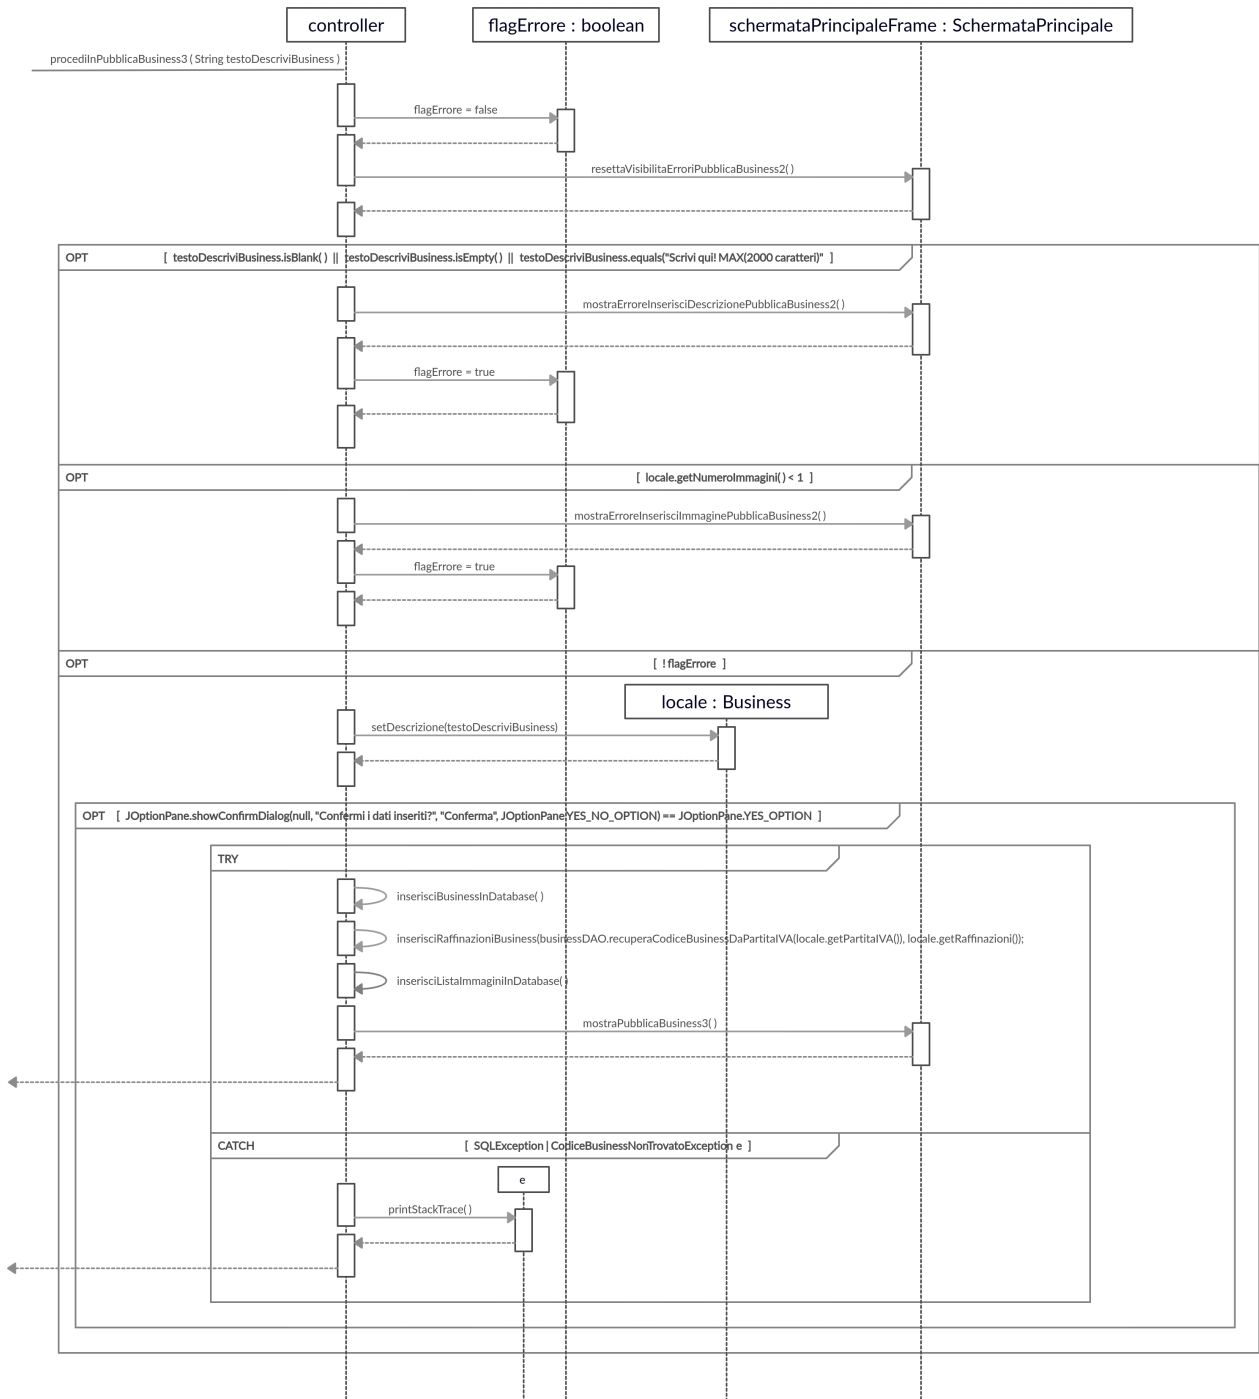 controller
flagErrore : boolean
schermataPrincipaleFrame : SchermataPrincipale
procediInPubblicaBusiness3 ( String testoDescriviBusiness )
flagErrore = false
resettaVisibilitaErroriPubblicaBusiness2( )
OPT [ testoDescriviBusiness.isBlank( ) || testoDescriviBusiness.isEmpty( ) || testoDescriviBusiness.equals("Scrivi qui! MAX(2000 caratteri)" ]
mostraErroreInserisciDescrizionePubblicaBusiness2( )
flagErrore = true
OPT [ locale.getNumeroImmagini( ) < 1 ]
mostraErroreInserisciImmaginePubblicaBusiness2( )
flagErrore = true
OPT [ ! flagErrore ]
locale : Business
setDescrizione(testoDescriviBusiness)
OPT [ JOptionPane.showConfirmDialog(null, "Confermi i dati inseriti?", "Conferma", JOptionPane.YES_NO_OPTION) == JOptionPane.YES_OPTION ]
TRY
inserisciBusinessInDatabase( )
inserisciRaffinazioniBusiness(businessDAO.recuperaCodiceBusinessDaPartitaIVA(locale.getPartitaIVA()), locale.getRaffinazioni());
inserisciListaImmaginiInDatabase( )
mostraPubblicaBusiness3( )
CATCH [ SQLException | CodiceBusinessNonTrovatoException e ]
e
printStackTrace( )